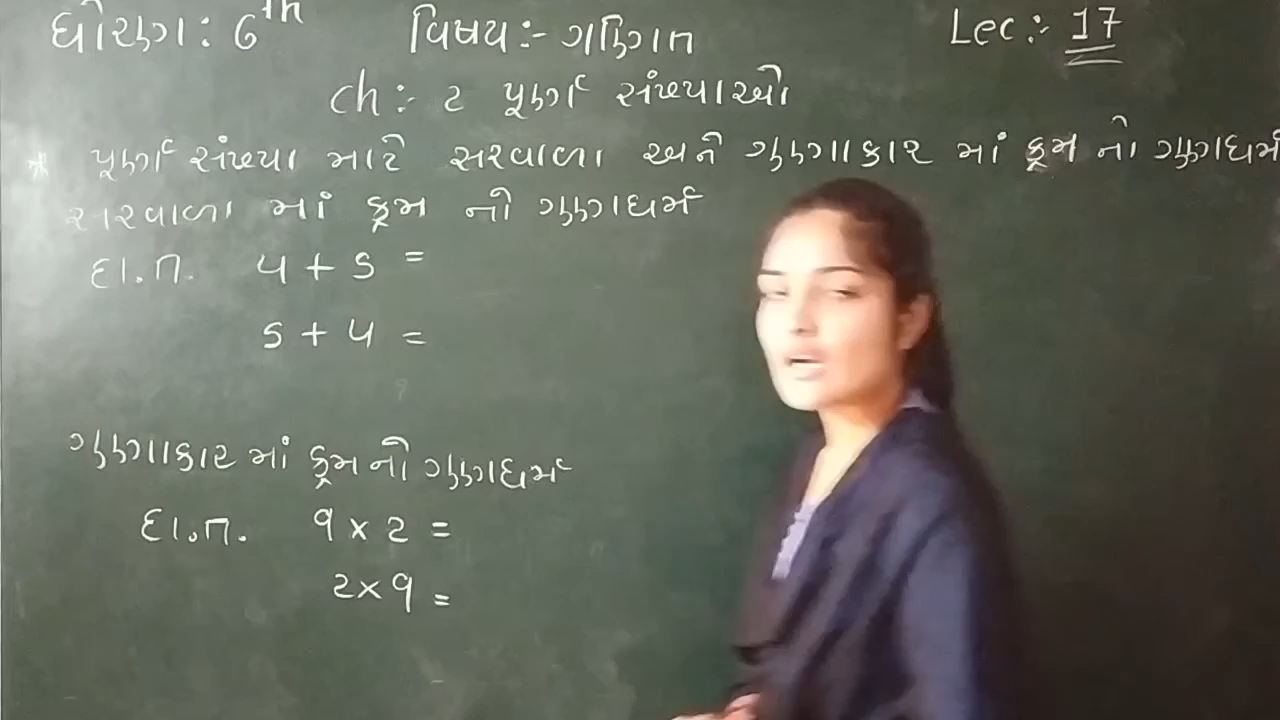 ધોરણ : 6th વિષય :- ગણિત Lec :- 17
ch :- 2 પૂર્ણ સંખ્યાઓ
* પૂર્ણ સંખ્યા માટે સરવાળા અને ગુણાકાર માં ક્રમ નો ગુણધર્મ
સરવાળા માં ક્રમ નો ગુણધર્મ
દા.ત. 4 + 5 =
5 + 4 =
ગુણાકાર માં ક્રમ નો ગુણધર્મ
દા.ત. 9 x 2 =
2 x 9 =